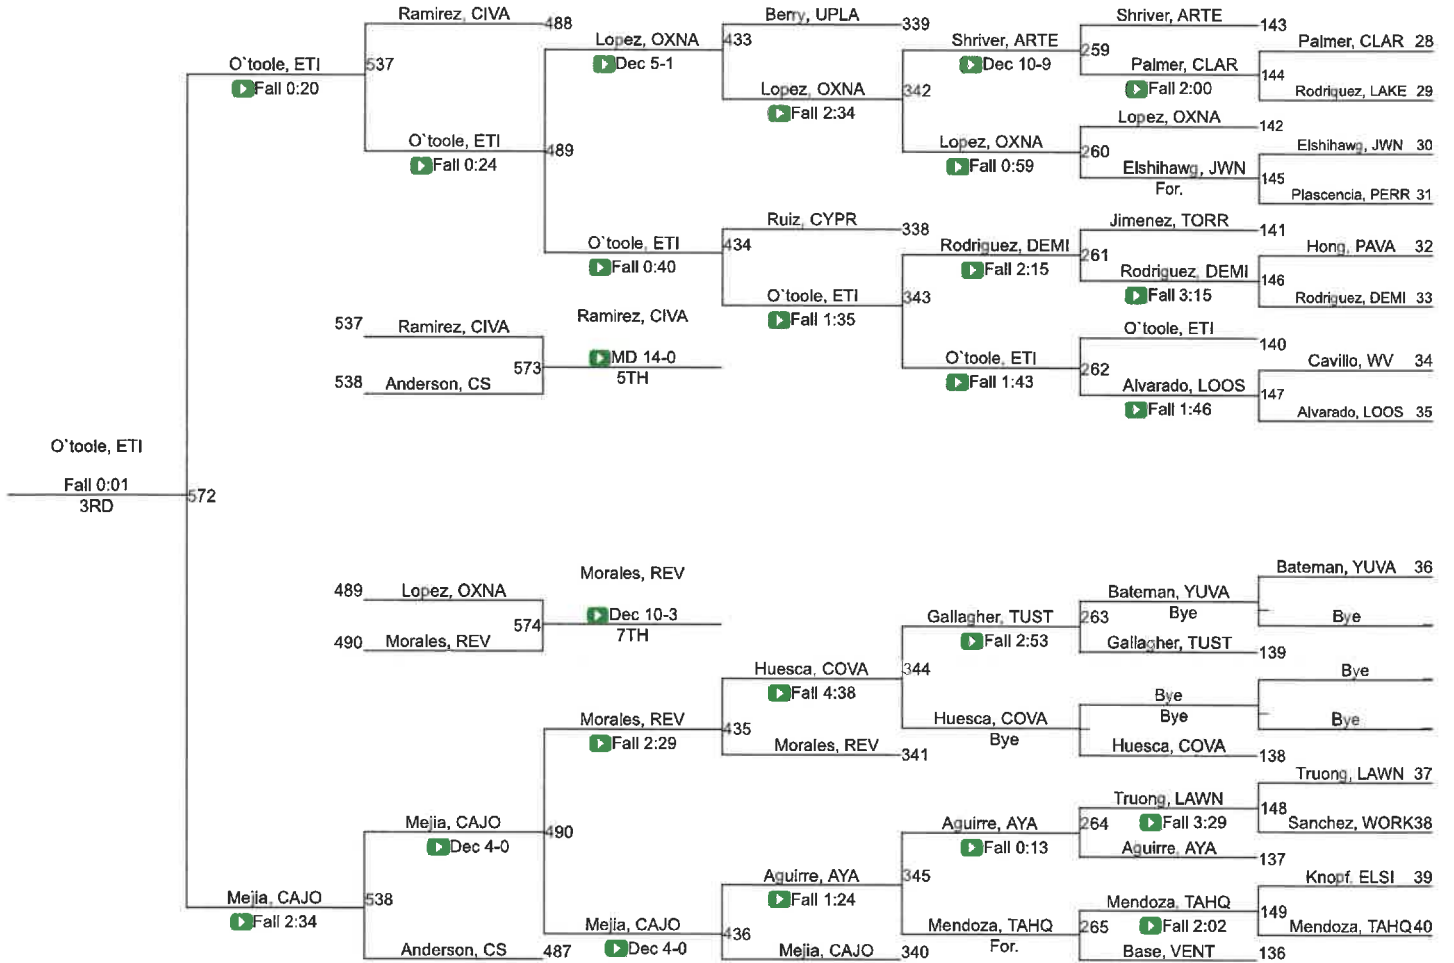 Ramirez, CIVA 488
Berry, UPLA 339
Shriver, ARTE 143
Lopez, OXNA 433
Dec 5-1
Shriver, ARTE 259
Dec 10-9
Palmer, CLAR 28
O`toole, ETI 537
Fall 0:20
Palmer, CLAR 144
Fall 2:00
Lopez, OXNA 342
Fall 2:34
Rodriguez, LAKE 29
Lopez, OXNA 142
O`toole, ETI 489
Fall 0:24
Lopez, OXNA 260
Fall 0:59
Elshihawg, JWN 30
Elshihawg, JWN 145
For.
Plascencia, PERR 31
Ruiz, CYPR 338
Jimenez, TORR 141
O`toole, ETI 434
Fall 0:40
Rodriguez, DEMI 261
Fall 2:15
Hong, PAVA 32
Rodriguez, DEMI 146
Fall 3:15
O`toole, ETI 343
Fall 1:35
Rodriguez, DEMI 33
Ramirez, CIVA
537 Ramirez, CIVA
O`toole, ETI 140
573 MD 14-0
5TH
O`toole, ETI 262
Fall 1:43
Cavillo, WV 34
538 Anderson, CS
Alvarado, LOOS 147
Fall 1:46
Alvarado, LOOS 35
O`toole, ETI
Fall 0:01
3RD
572
Morales, REV
Bateman, YUVA 36
489 Lopez, OXNA
Bateman, YUVA
Bye
Bye
574 Dec 10-3
7TH
Gallagher, TUST 263
Fall 2:53
490 Morales, REV
Gallagher, TUST 139
Huesca, COVA 344
Fall 4:38
Bye
Bye
Bye
Morales, REV 435
Fall 2:29
Huesca, COVA
Bye
Bye
Morales, REV 341
Huesca, COVA 138
Truong, LAWN 37
Truong, LAWN 148
Fall 3:29
Mejia, CAJO 490
Dec 4-0
Aguirre, AYA 264
Fall 0:13
Sanchez, WORK 38
Aguirre, AYA 137
Aguirre, AYA 345
Fall 1:24
Knopf, ELSI 39
Mejia, CAJO 538
Fall 2:34
Mendoza, TAHQ 149
Fall 2:02
Mejia, CAJO 436
Dec 4-0
Mendoza, TAHQ 265
For.
Mendoza, TAHQ 40
Anderson, CS 487
Mejia, CAJO 340
Base, VENT 136